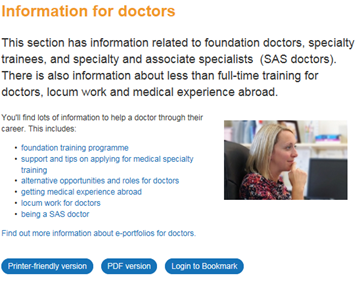 Information for doctors
This section has information related to foundation doctors, specialty
trainees, and specialty and associate specialists  (SAS doctors).
There is also information about less than full-time training for
doctors, locum work and medical experience abroad.
You'll find lots of information to help a doctor through their
career. This includes:
• foundation training programme
• support and tips on applying for medical specialty
training
• alternative opportunities and roles for doctors
• getting medical experience abroad
• locum work for doctors
• being a SAS doctor
Find out more information about e-portfolios for doctors.
Printer-friendly version PDF version Login to Bookmark